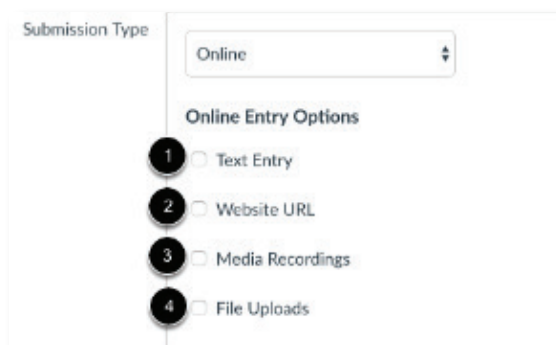 Submission Type
Online
Online Entry Options
1 Text Entry
2 Website URL
3 Media Recordings
4 File Uploads